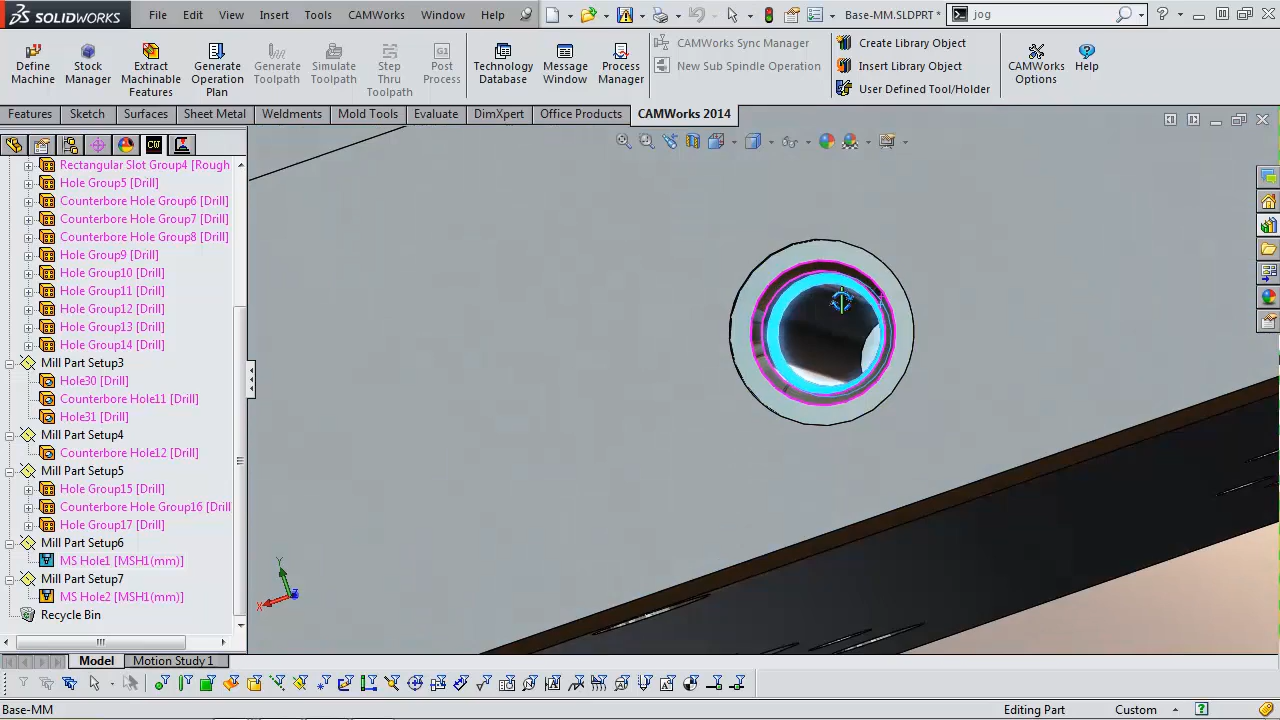 SOLIDWORKS
File Edit View Insert Tools CAMWorks Window Help
Base-MM.SLDPRT *
jog
Define Machine
Stock Manager
Extract Machinable Features
Generate Operation Plan
Generate Toolpath
Simulate Toolpath
Step Thru Toolpath
G1
Post Process
Technology Database
Message Window
Process Manager
CAMWorks Sync Manager
New Sub Spindle Operation
Create Library Object
Insert Library Object
User Defined Tool/Holder
CAMWorks Options
Help
Features Sketch Surfaces Sheet Metal Weldments Mold Tools Evaluate DimXpert Office Products CAMWorks 2014
CW
Rectangular Slot Group4 [Rough
Hole Group5 [Drill]
Counterbore Hole Group6 [Drill]
Counterbore Hole Group7 [Drill]
Counterbore Hole Group8 [Drill]
Hole Group9 [Drill]
Hole Group10 [Drill]
Hole Group11 [Drill]
Hole Group12 [Drill]
Hole Group13 [Drill]
Hole Group14 [Drill]
Mill Part Setup3
Hole30 [Drill]
Counterbore Hole11 [Drill]
Hole31 [Drill]
Mill Part Setup4
Counterbore Hole12 [Drill]
Mill Part Setup5
Hole Group15 [Drill]
Counterbore Hole Group16 [Drill
Hole Group17 [Drill]
Mill Part Setup6
MS Hole1 [MSH1(mm)]
Mill Part Setup7
MS Hole2 [MSH1(mm)]
Recycle Bin
Y
X
Z
Model Motion Study 1
Base-MM
Editing Part
Custom